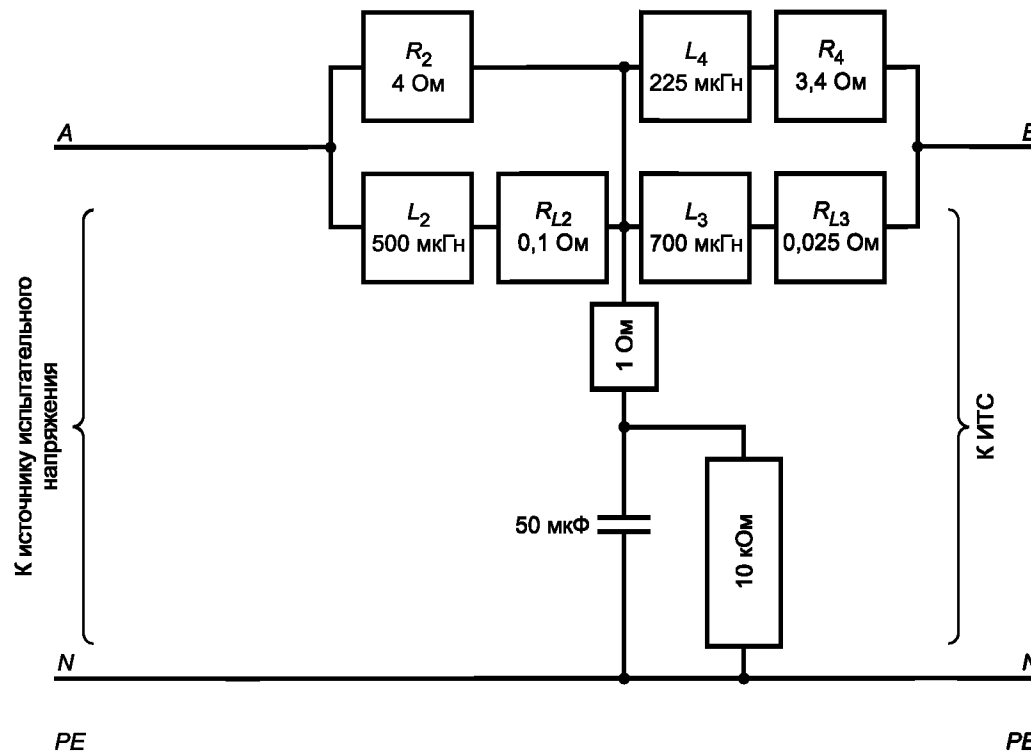 R2
4 Ом
L4
225 мкГн
R4
3,4 Ом
A
B
L2
500 мкГн
RL2
0,1 Ом
L3
700 мкГн
RL3
0,025 Ом
К источнику испытательного
напряжения
1 Ом
К ИТС
50 мкФ
10 кОм
N
N
PE
PE